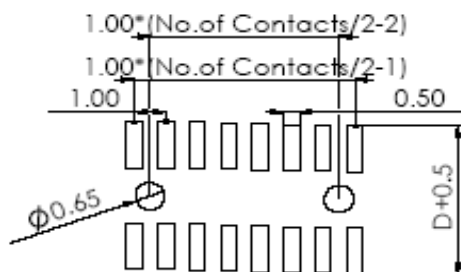 1.00*(No.of Contacts/2-2)
1.00*(No.of Contacts/2-1)
1.00
0.50
Φ0.65
D+0.5